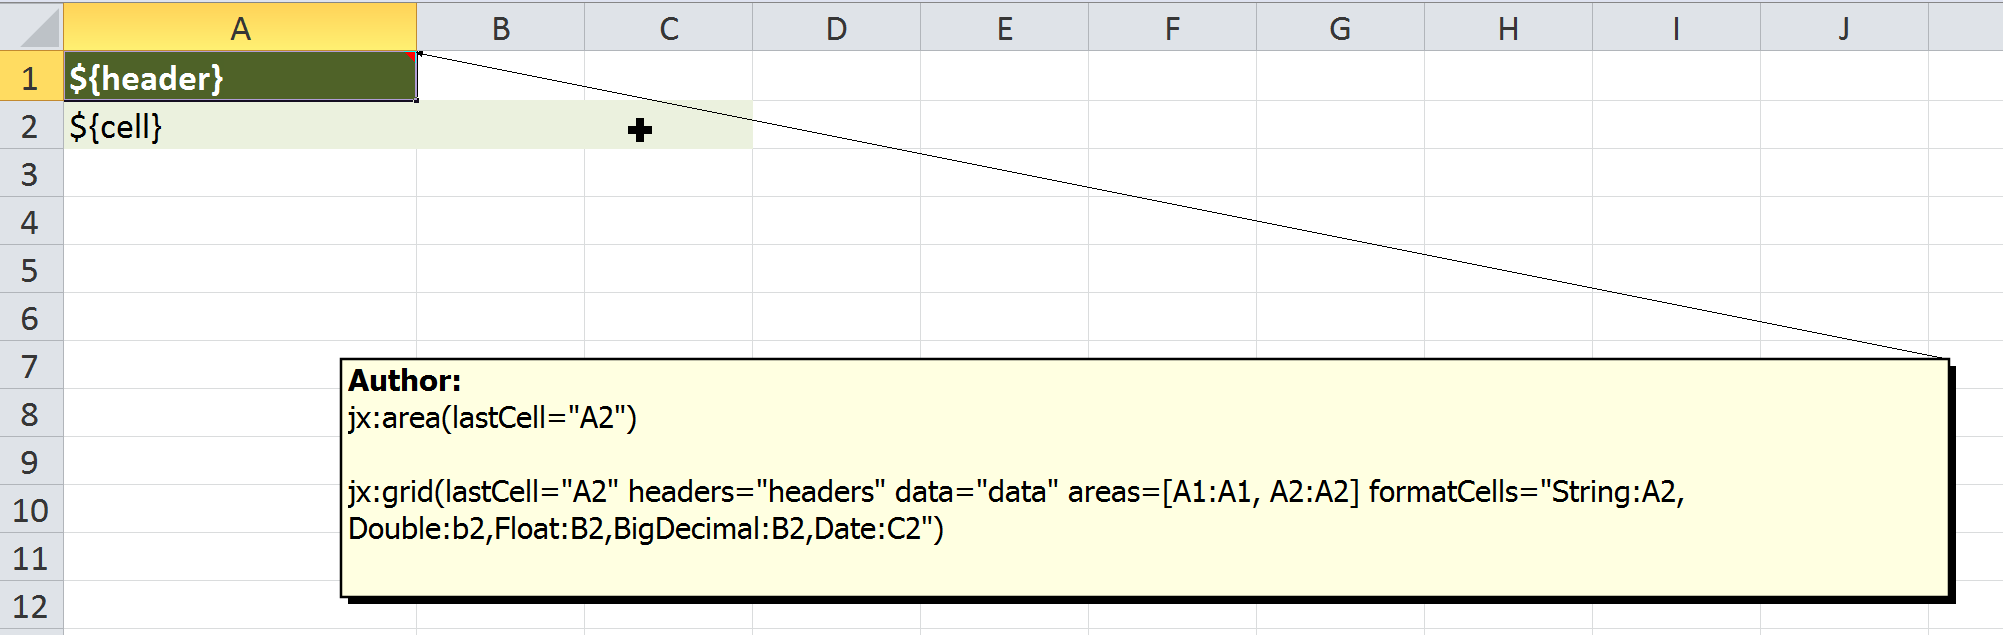 A B C D E F G H I J
1 ${header}
2 ${cell}
3
4
5
6
7
Author:
8
jx:area(lastCell="A2")
9
10
jx:grid(lastCell="A2" headers="headers" data="data" areas=[A1:A1, A2:A2] formatCells="String:A2,
Double:b2,Float:B2,BigDecimal:B2,Date:C2")
11
12